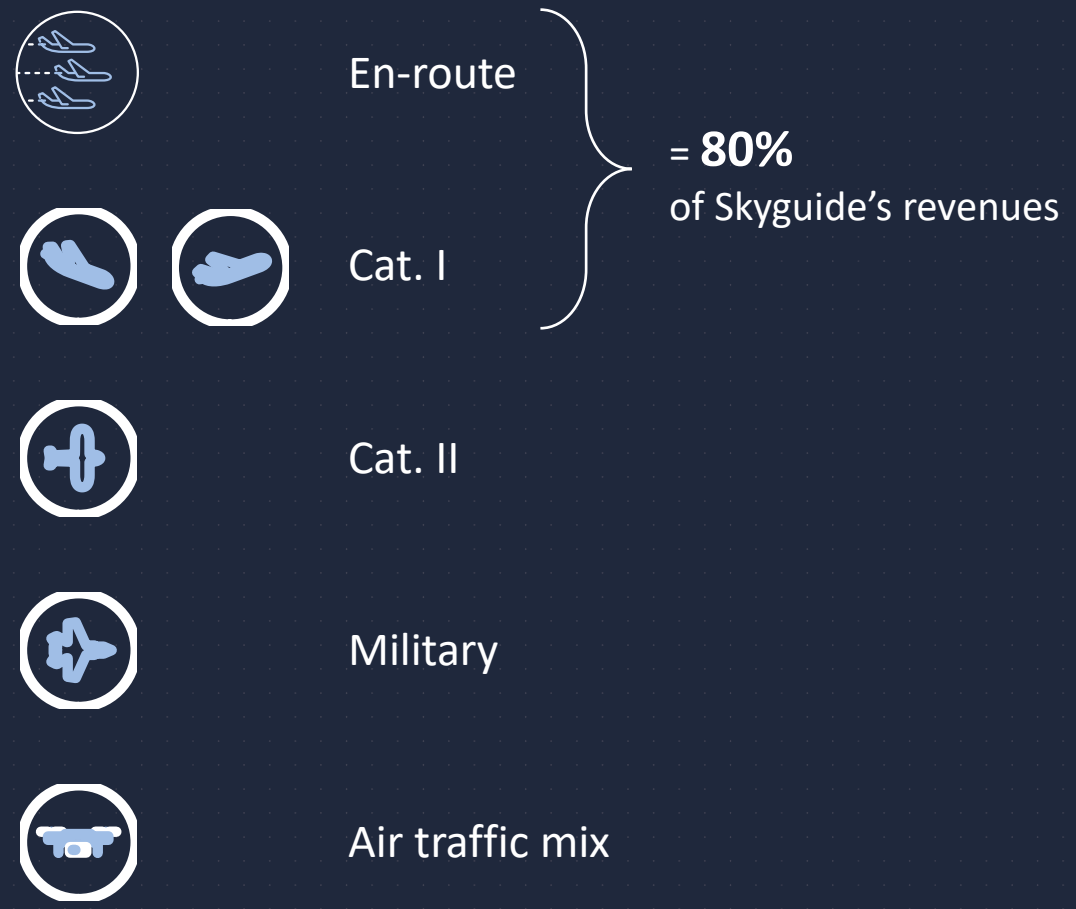 En-route
= 80%
of Skyguide’s revenues
Cat. I
Cat. II
Military
Air traffic mix